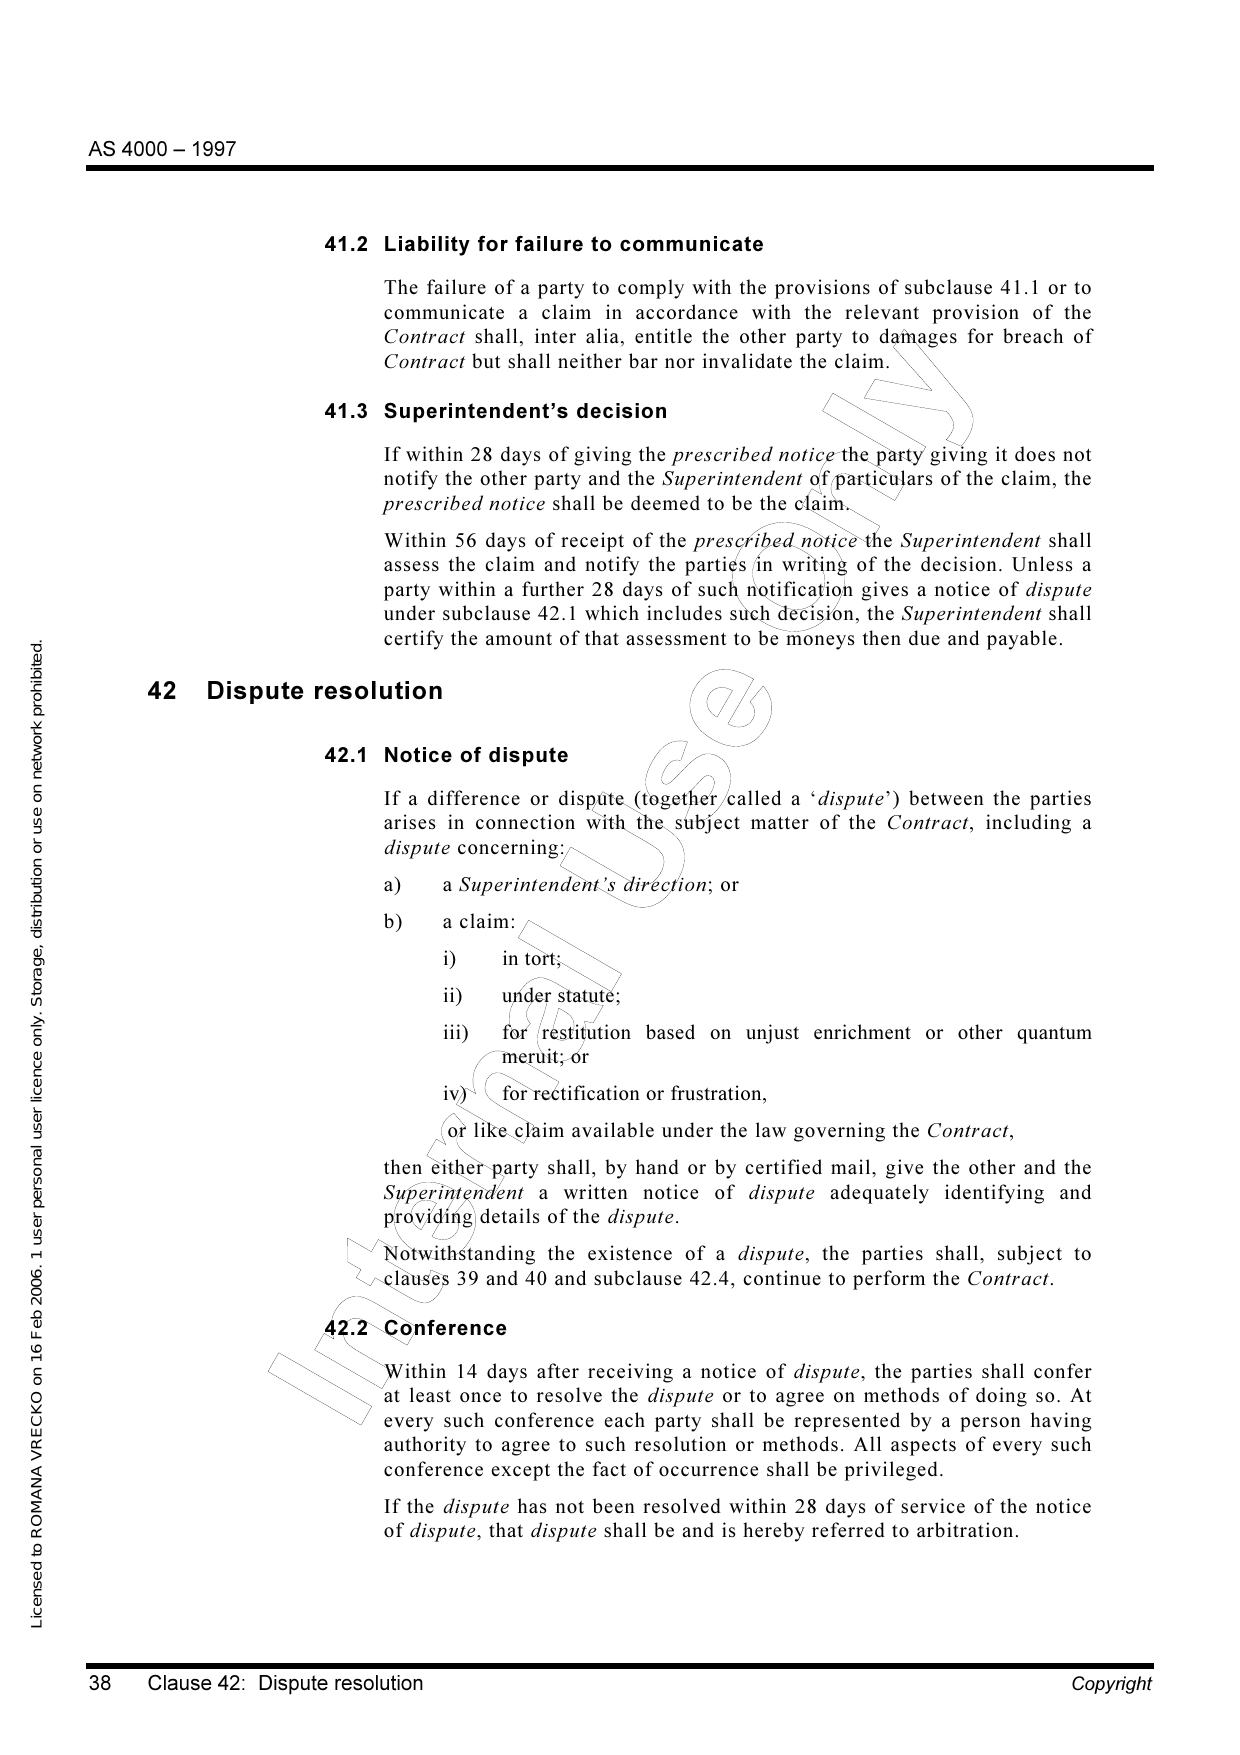 AS 4000 – 1997
41.2 Liability for failure to communicate
The failure of a party to comply with the provisions of subclause 41.1 or to
communicate a claim in accordance with the relevant provision of the
Contract shall, inter alia, entitle the other party to damages for breach of
Contract but shall neither bar nor invalidate the claim.
41.3 Superintendent’s decision
If within 28 days of giving the prescribed notice the party giving it does not
notify the other party and the Superintendent of particulars of the claim, the
prescribed notice shall be deemed to be the claim.
Within 56 days of receipt of the prescribed notice the Superintendent shall
assess the claim and notify the parties in writing of the decision. Unless a
party within a further 28 days of such notification gives a notice of dispute
under subclause 42.1 which includes such decision, the Superintendent shall
certify the amount of that assessment to be moneys then due and payable.
42 Dispute resolution
42.1 Notice of dispute
If a difference or dispute (together called a ‘dispute’) between the parties
arises in connection with the subject matter of the Contract, including a
dispute concerning:
a) a Superintendent’s direction; or
b) a claim:
i) in tort;
ii) under statute;
iii) for restitution based on unjust enrichment or other quantum
meruit; or
iv) for rectification or frustration,
or like claim available under the law governing the Contract,
then either party shall, by hand or by certified mail, give the other and the
Superintendent a written notice of dispute adequately identifying and
providing details of the dispute.
Notwithstanding the existence of a dispute, the parties shall, subject to
clauses 39 and 40 and subclause 42.4, continue to perform the Contract.
42.2 Conference
Within 14 days after receiving a notice of dispute, the parties shall confer
at least once to resolve the dispute or to agree on methods of doing so. At
every such conference each party shall be represented by a person having
authority to agree to such resolution or methods. All aspects of every such
conference except the fact of occurrence shall be privileged.
If the dispute has not been resolved within 28 days of service of the notice
of dispute, that dispute shall be and is hereby referred to arbitration.
38 Clause 42: Dispute resolution Copyright
Licensed to ROMANA VRECKO on 16 Feb 2006. 1 user personal user licence only. Storage, distribution or use on network prohibited.
Internal Use Only